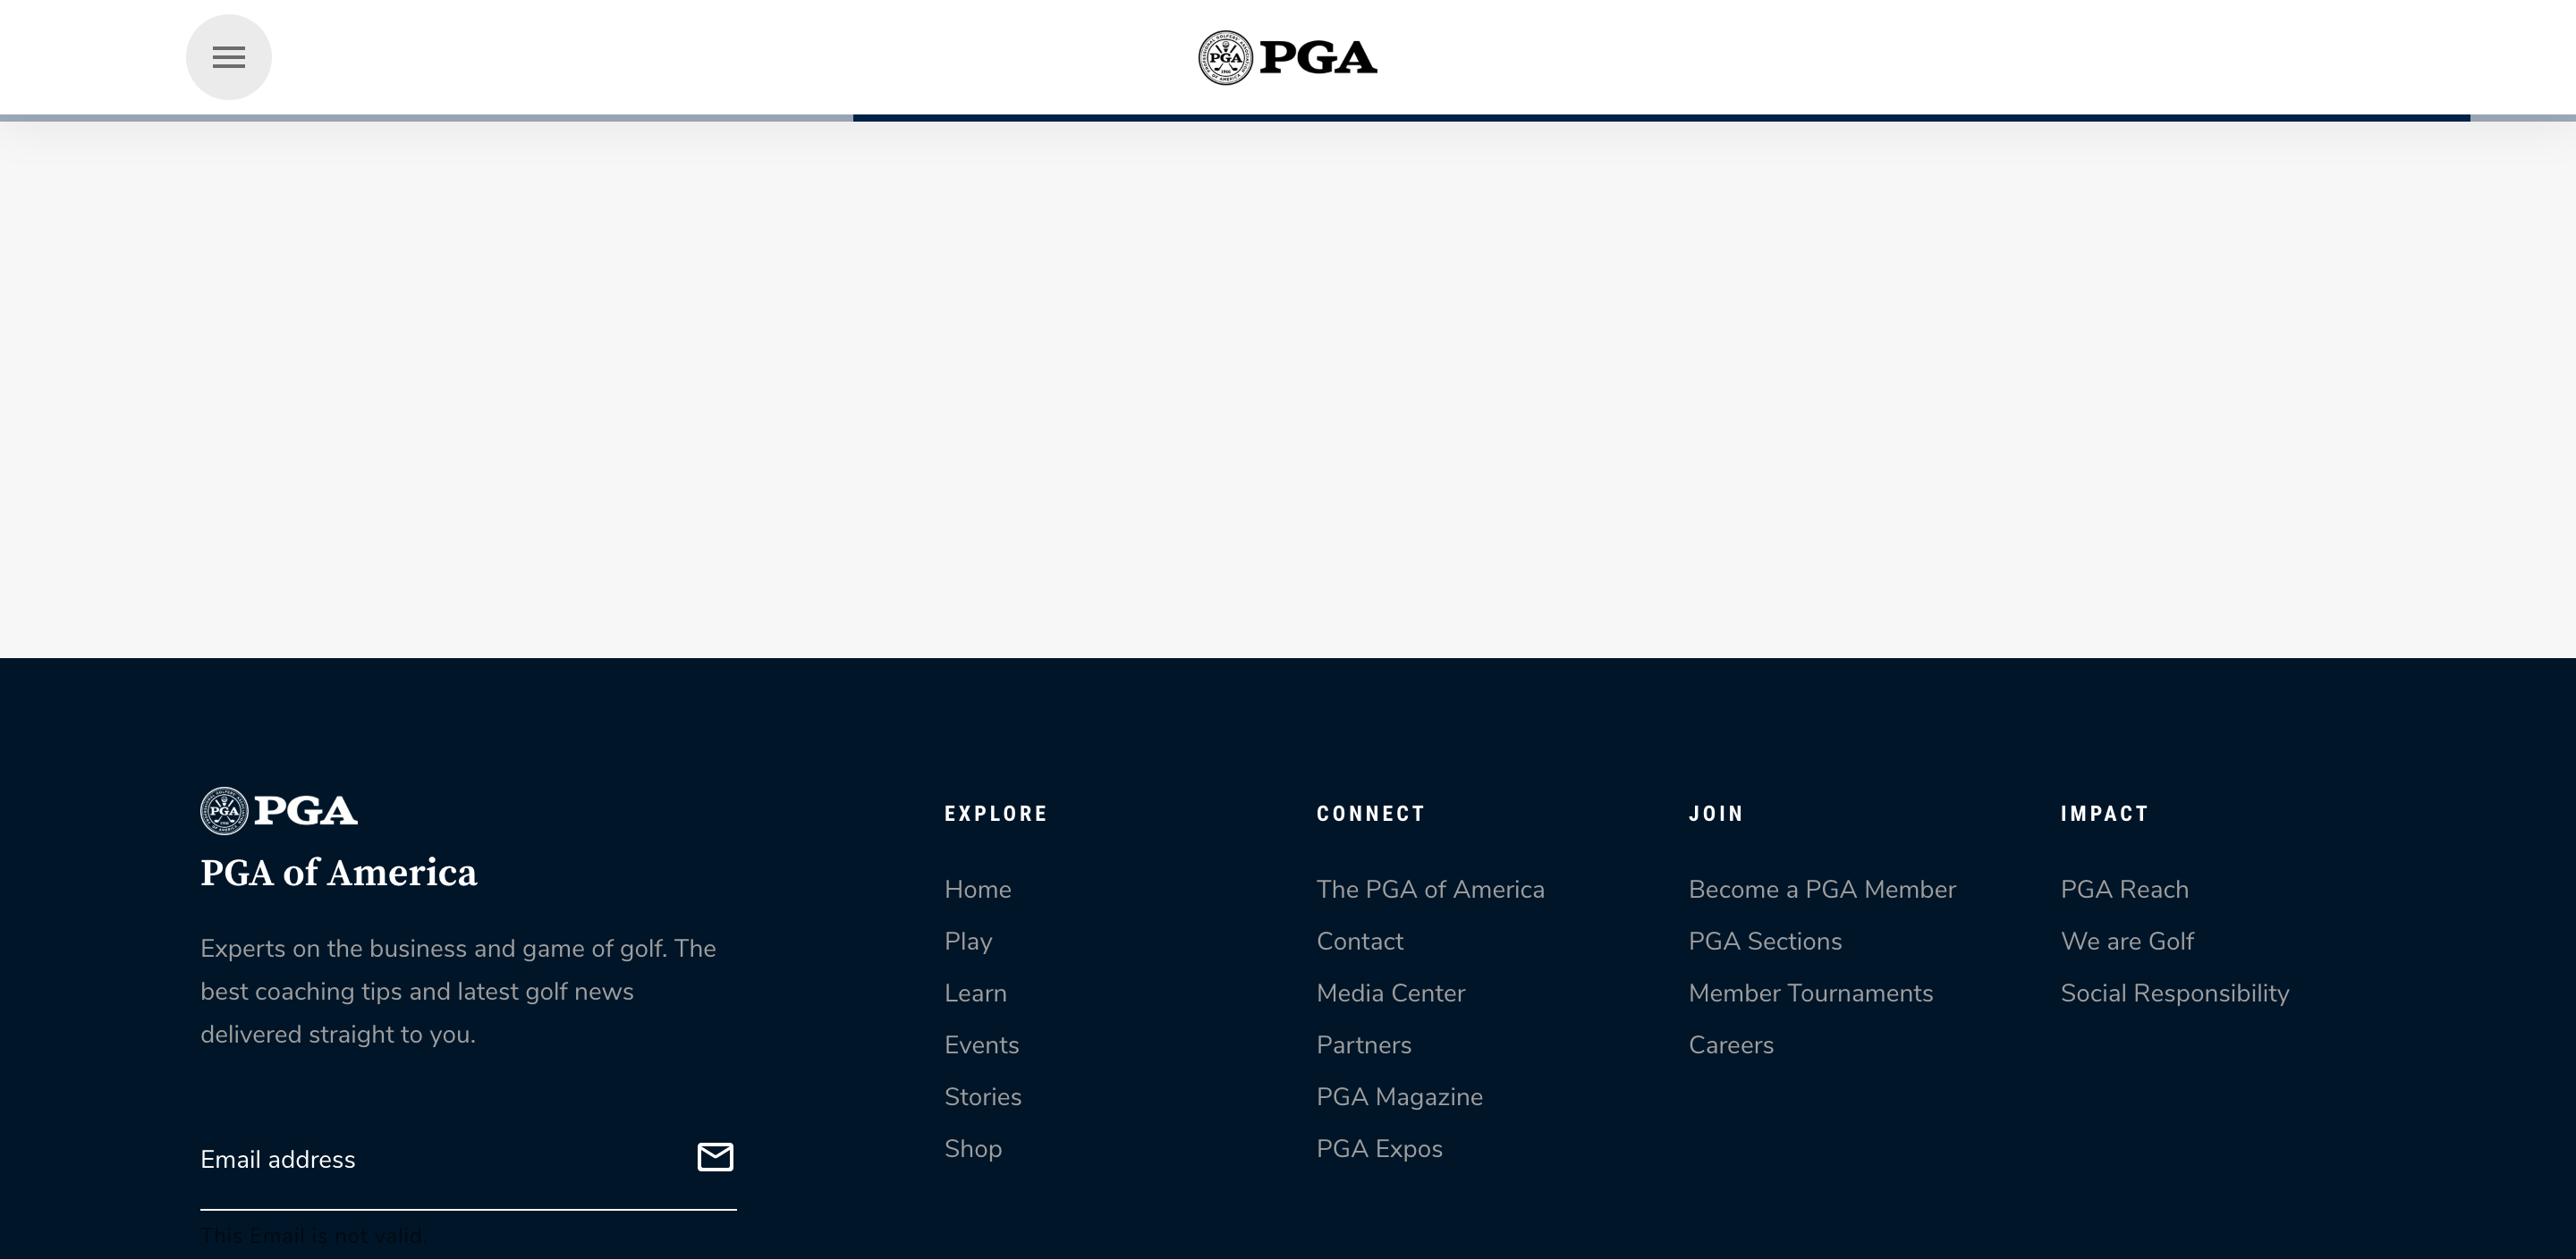 PGA
PGA
PGA
PGA
PGA of America
Experts on the business and game of golf. The
best coaching tips and latest golf news
delivered straight to you.
Email address
This Email is not valid.
EXPLORE
Home
Play
Learn
Events
Stories
Shop
CONNECT
The PGA of America
Contact
Media Center
Partners
PGA Magazine
PGA Expos
JOIN
Become a PGA Member
PGA Sections
Member Tournaments
Careers
IMPACT
PGA Reach
We are Golf
Social Responsibility